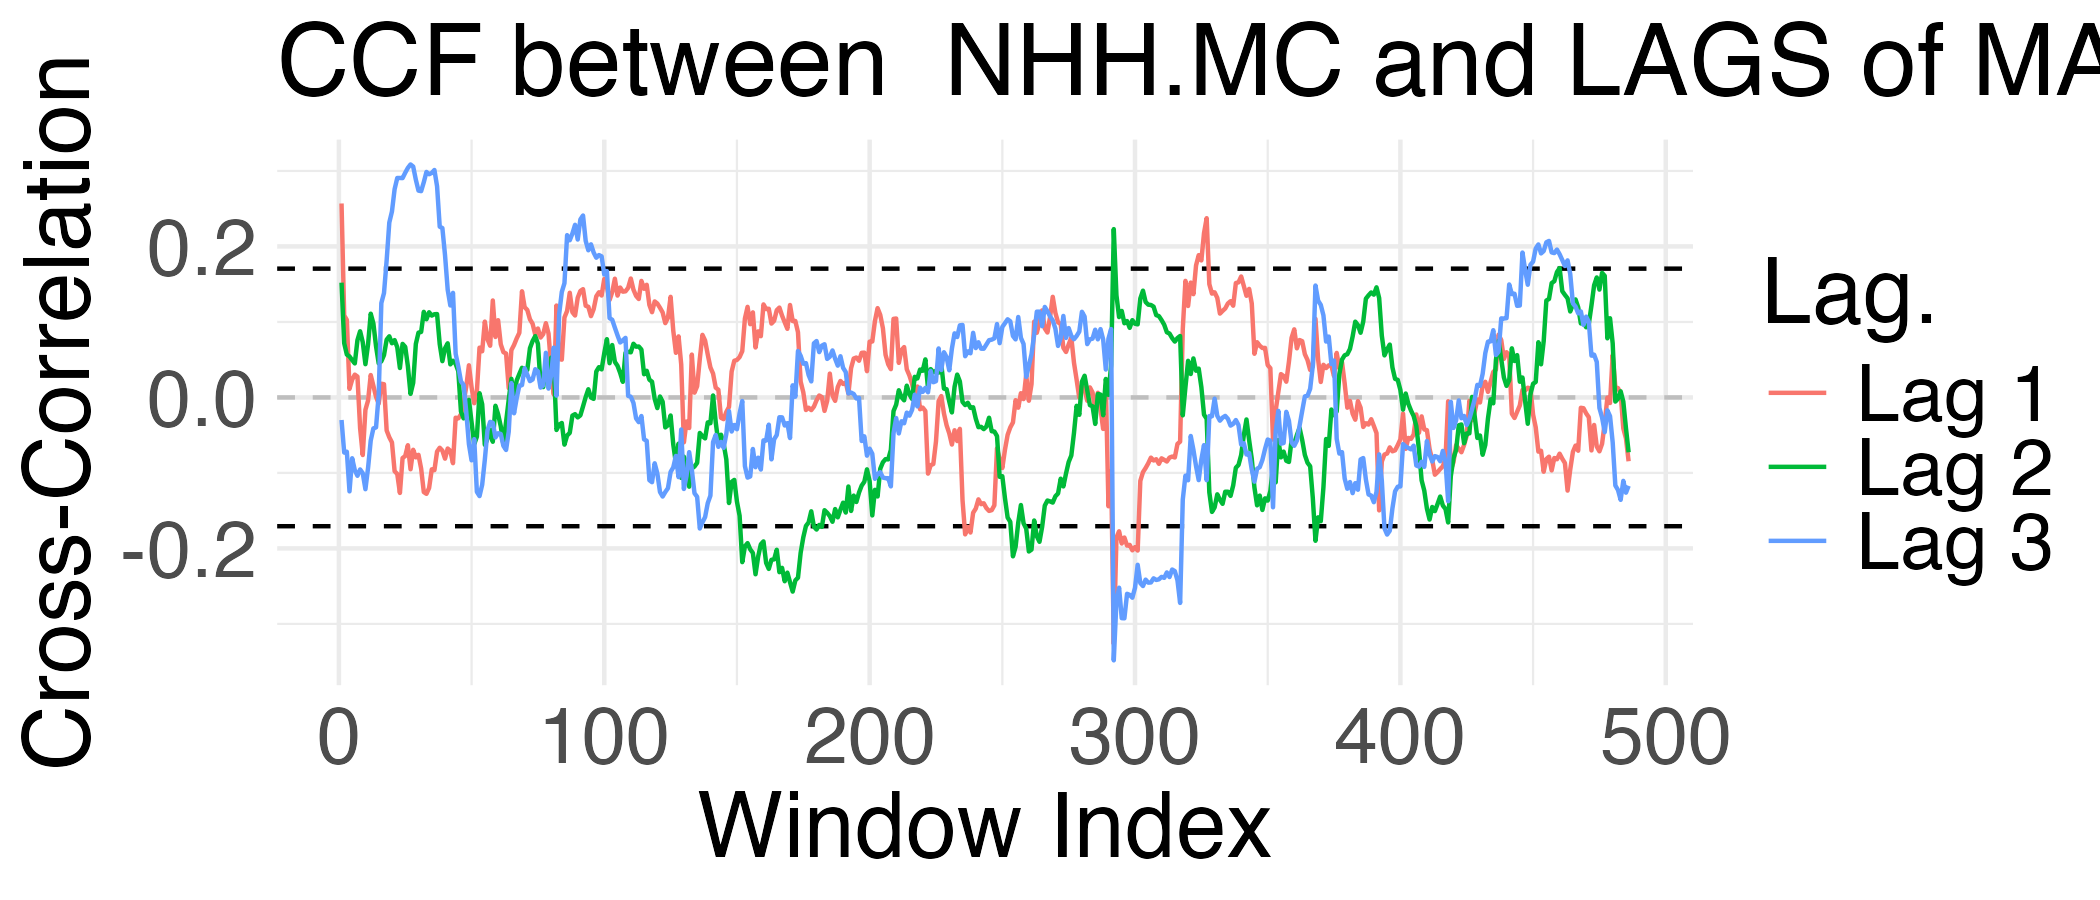 CCF between  NHH.MC and LAGS of MA
Cross-Correlation
0.2
0.0
-0.2
0
100
200
300
400
500
Window Index
Lag.
Lag 1
Lag 2
Lag 3